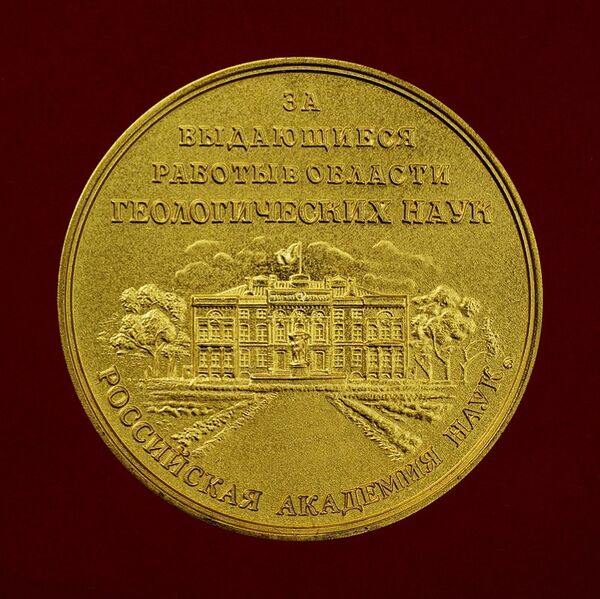 ЗА
ВЫДАЮЩИЕСЯ
РАБОТЫ В ОБЛАСТИ
ГЕОЛОГИЧЕСКИХ НАУК
РОССИЙСКАЯ АКАДЕМИЯ НАУК